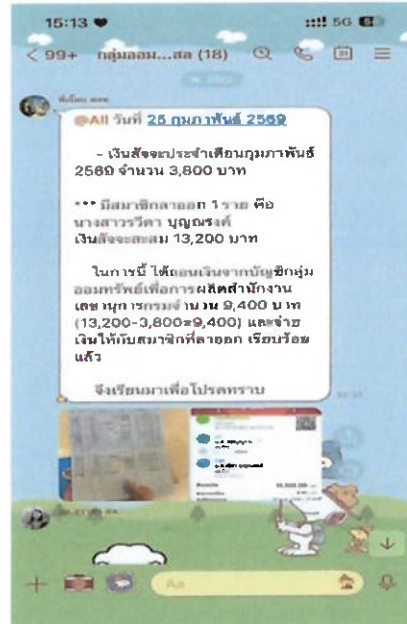 15:13
5G
99+ กลุ่มออม...สล (18)
@All วันที่ 25 กุมภาพันธ์ 2569
- เงินสัจจะประจำเดือนกุมภาพันธ์
2569 จำนวน 3,800 บาท
*** มีสมาชิกลาออก 1 ราย คือ
นางสาวรวีดา บุญณรงค์
เงินสัจจะสะสม 13,200 บาท
ในการนี้ ได้ถอนเงินจากบัญชีกลุ่ม
ออมทรัพย์เพื่อการผลิตสำนักงาน
เลขานุการกรมจำนวน 9,400 บาท
(13,200-3,800=9,400) และจ่าย
เงินให้กับสมาชิกที่ลาออก เรียบร้อย
แล้ว
จึงเรียนมาเพื่อโปรดทราบ
Aa